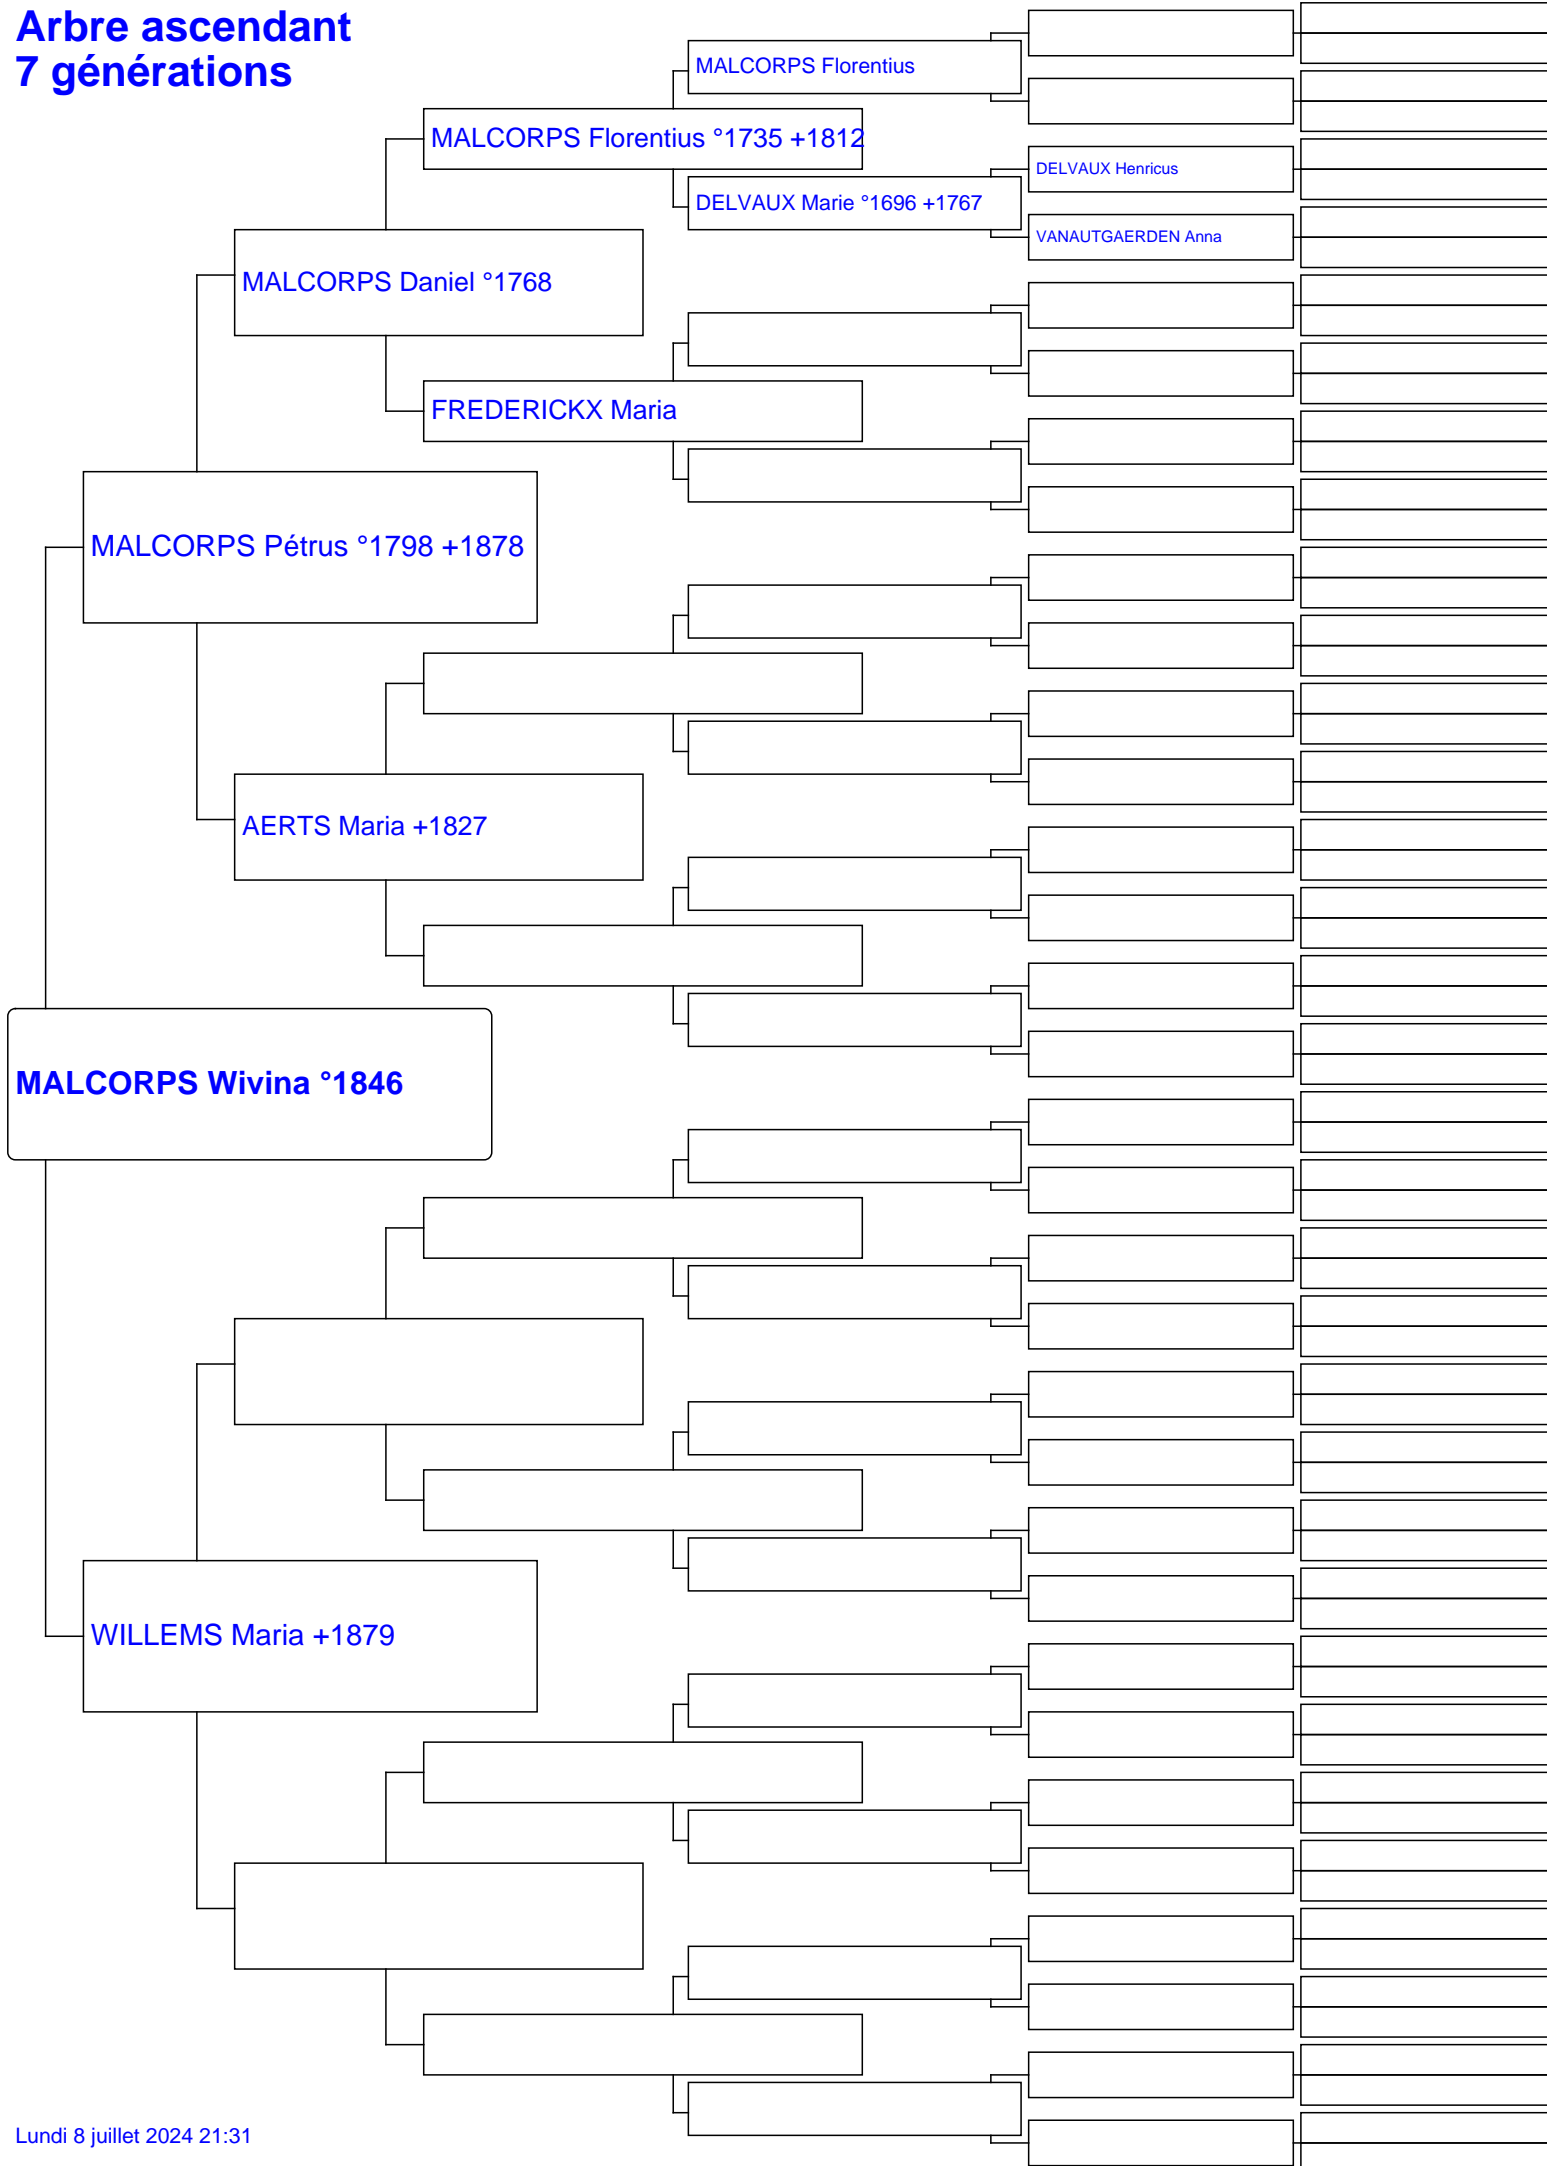 Arbre ascendant
7 générations
MALCORPS Florentius
MALCORPS Florentius °1735 +1812
DELVAUX Henricus
DELVAUX Marie °1696 +1767
VANAUTGAERDEN Anna
MALCORPS Daniel °1768
FREDERICKX Maria
MALCORPS Pétrus °1798 +1878
AERTS Maria +1827
MALCORPS Wivina °1846
WILLEMS Maria +1879
Lundi 8 juillet 2024 21:31